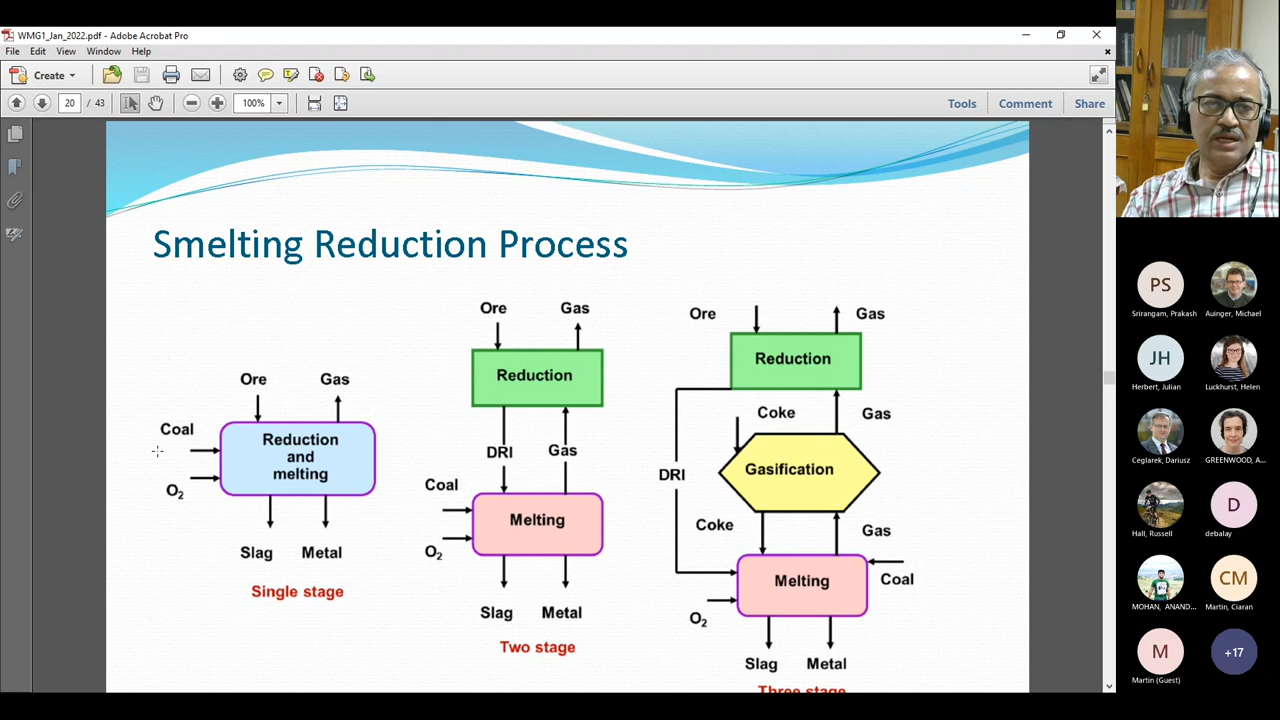 WMG1_Jan_2022.pdf - Adobe Acrobat Pro
File Edit View Window Help
Create
20 / 43
100%
Tools Comment Share
Smelting Reduction Process
Ore Gas
Coal
O₂
Reduction
and
melting
Slag Metal
Single stage
Ore Gas
Reduction
DRI Gas
Coal
O₂
Melting
Slag Metal
Two stage
Ore Gas
Reduction
Coke Gas
DRI
Gasification
Coke Gas
Melting
Coal
O₂
Slag Metal
Three stage
PS
Srirangam, Prakash
Auinger, Michael
JH
Herbert, Julian
Luckhurst, Helen
Ceglarek, Dariusz
GREENWOOD, A...
Hall, Russell
D
debalay
MOHAN, ANAND...
CM
Martin, Ciaran
M
Martin (Guest)
+17